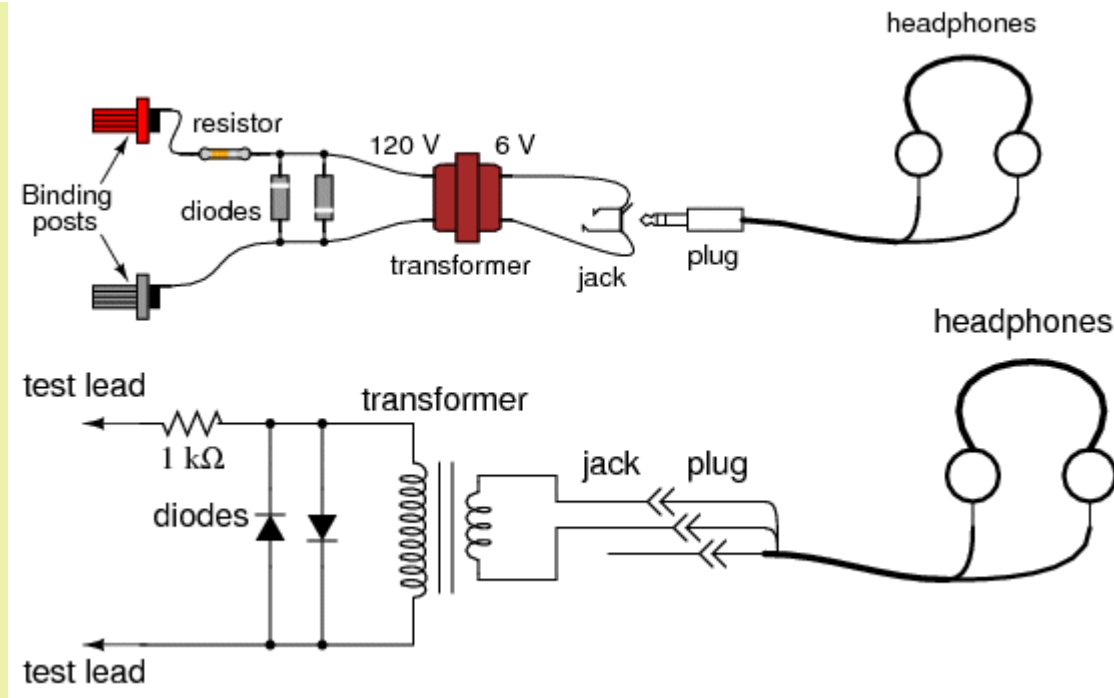 headphones
resistor
120 V
6 V
Binding
posts
diodes
transformer
jack
plug
headphones
test lead
transformer
1 kΩ
jack
plug
diodes
test lead